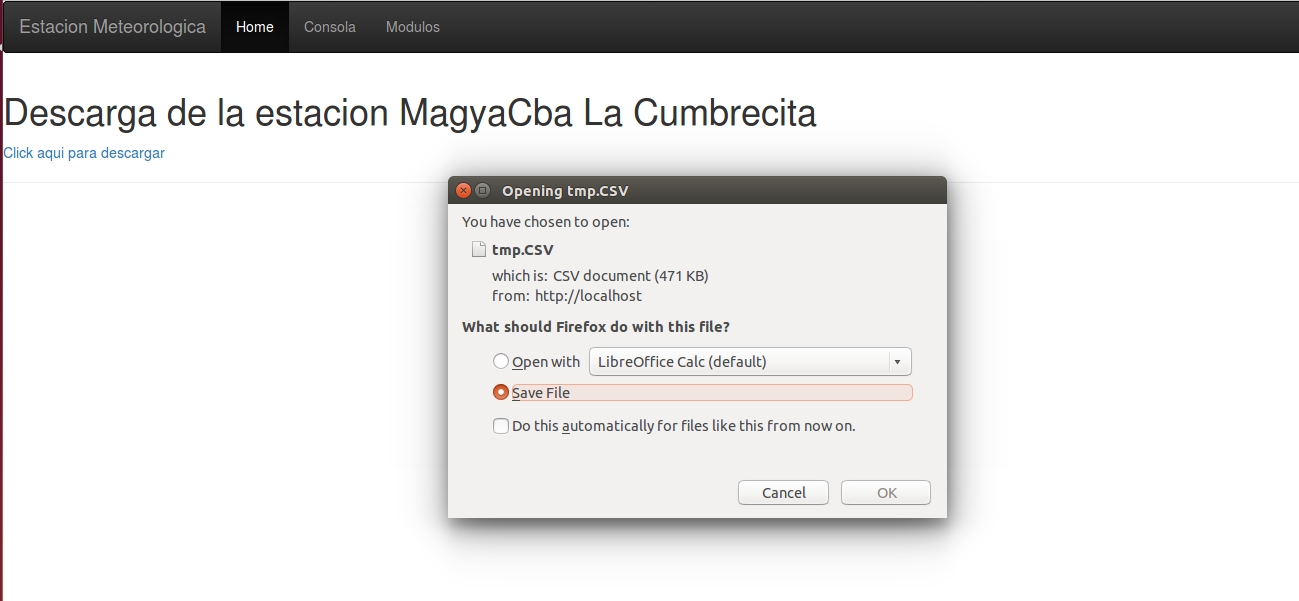 Estacion Meteorologica Home Consola Modulos
Descarga de la estacion MagyaCba La Cumbrecita
Click aqui para descargar
Opening tmp.CSV
You have chosen to open:
tmp.CSV
which is: CSV document (471 KB)
from: http://localhost
What should Firefox do with this file?
Open with LibreOffice Calc (default)
Save File
Do this automatically for files like this from now on.
Cancel OK